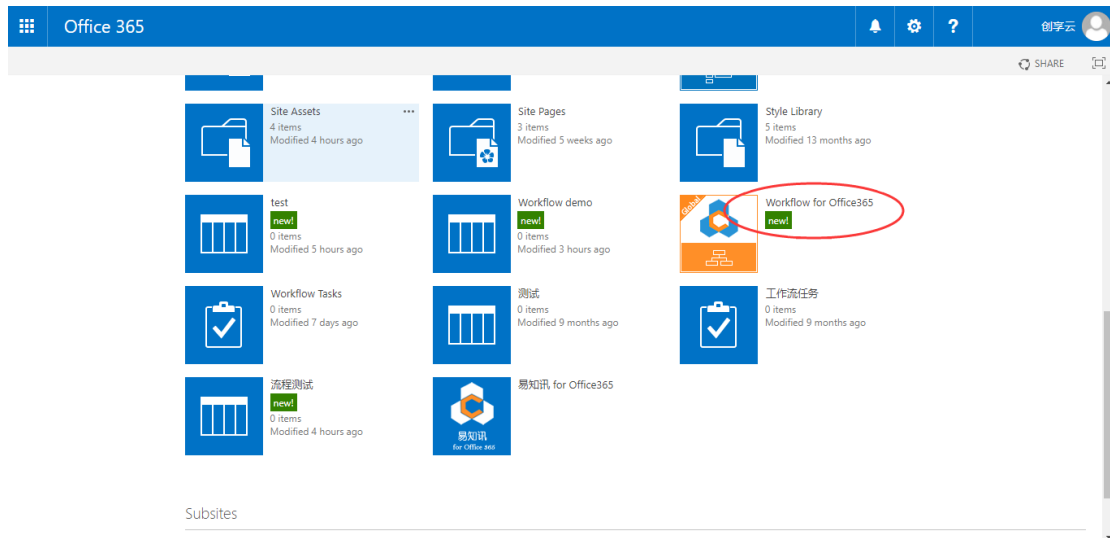 Office 365
?
创享云
SHARE
Site Assets
...
4 items
Modified 4 hours ago
Site Pages
3 items
Modified 5 weeks ago
Style Library
5 items
Modified 13 months ago
test
new!
0 items
Modified 5 hours ago
Workflow demo
new!
0 items
Modified 3 hours ago
Global
Workflow for Office365
new!
Workflow Tasks
0 items
Modified 7 days ago
测试
0 items
Modified 9 months ago
工作流任务
0 items
Modified 9 months ago
流程测试
new!
0 items
Modified 4 hours ago
易知讯
for Office 365
易知讯 for Office365
Subsites